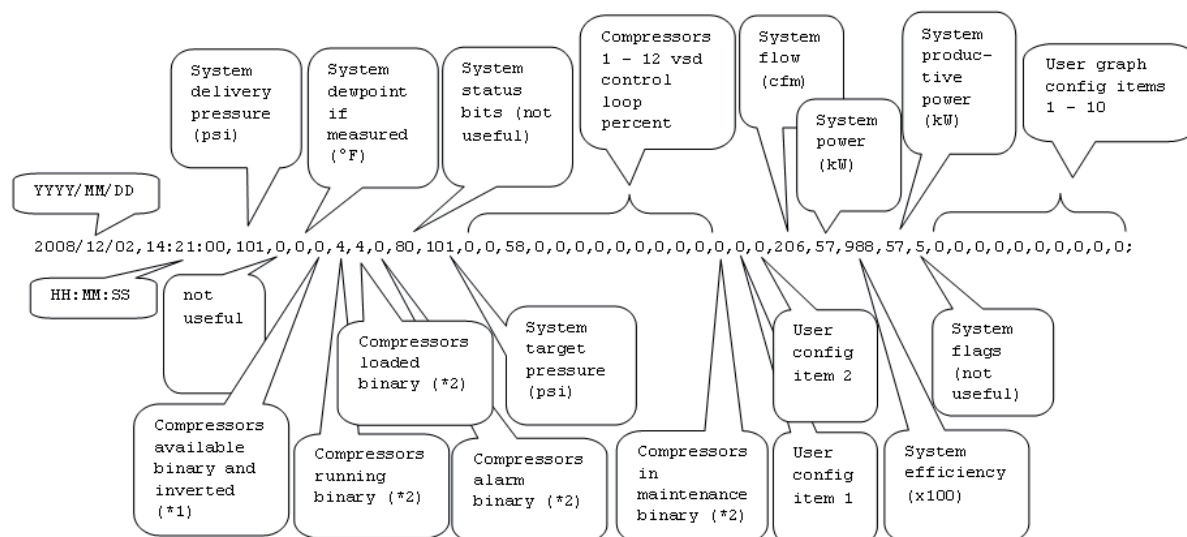 System
delivery
pressure
(psi)
System
dewpoint
if
measured
(°F)
System
status
bits (not
useful)
Compressors
1 - 12 vsd
control
loop
percent
System
flow
(cfm)
System
power
(kW)
System
produc-
tive
power
(kW)
User graph
config items
1 - 10
YYYY/MM/DD
2008/12/02,14:21:00,101,0,0,0,4,4,0,80,101,0,0,58,0,0,0,0,0,0,0,0,0,0,0,0,206,57,988,57,5,0,0,0,0,0,0,0,0,0,0;
HH:MM:SS
not
useful
Compressors
available
binary and
inverted
(*1)
Compressors
running
binary (*2)
Compressors
loaded
binary (*2)
Compressors
alarm
binary (*2)
System
target
pressure
(psi)
Compressors
in
maintenance
binary (*2)
User
config
item 1
User
config
item 2
System
efficiency
(x100)
System
flags
(not
useful)